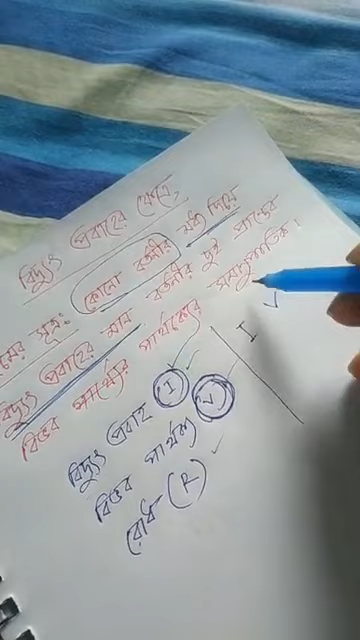 বিদ্যুৎ প্রবাহের ক্ষেত্রে,
মের সূত্রঃ কোনো বর্তনীর মধ্য দিয়ে
বিদ্যুৎ প্রবাহের মান বর্তনীর দুই প্রান্তের
বিভব পার্থক্যের সমানুপাতিক।
বিদ্যুৎ প্রবাহ (I)
বিভব পার্থক্য (V)
রোধ (R)
I V